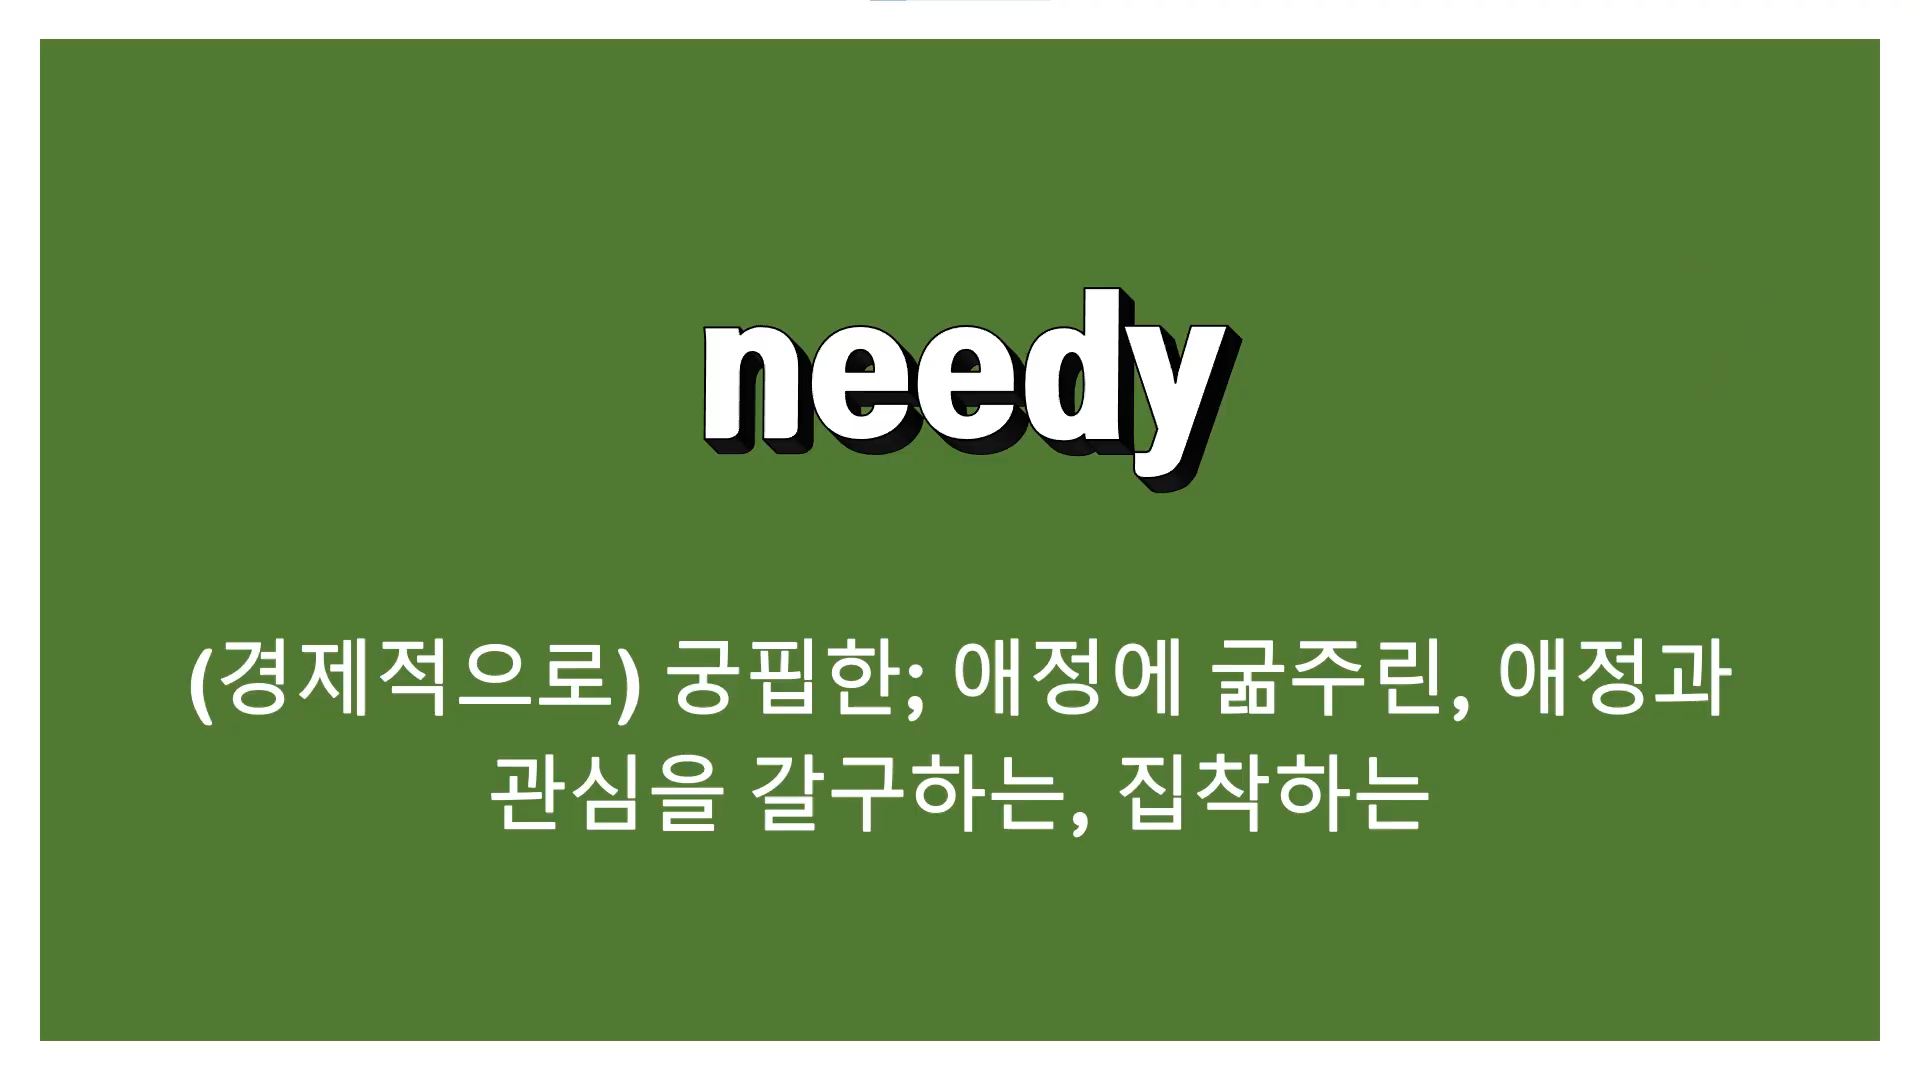 needy
(경제적으로) 궁핍한; 애정에 굶주린, 애정과
관심을 갈구하는, 집착하는